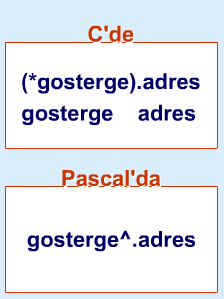 C'de
(*gosterge).adres
gosterge adres
Pascal'da
gosterge^.adres